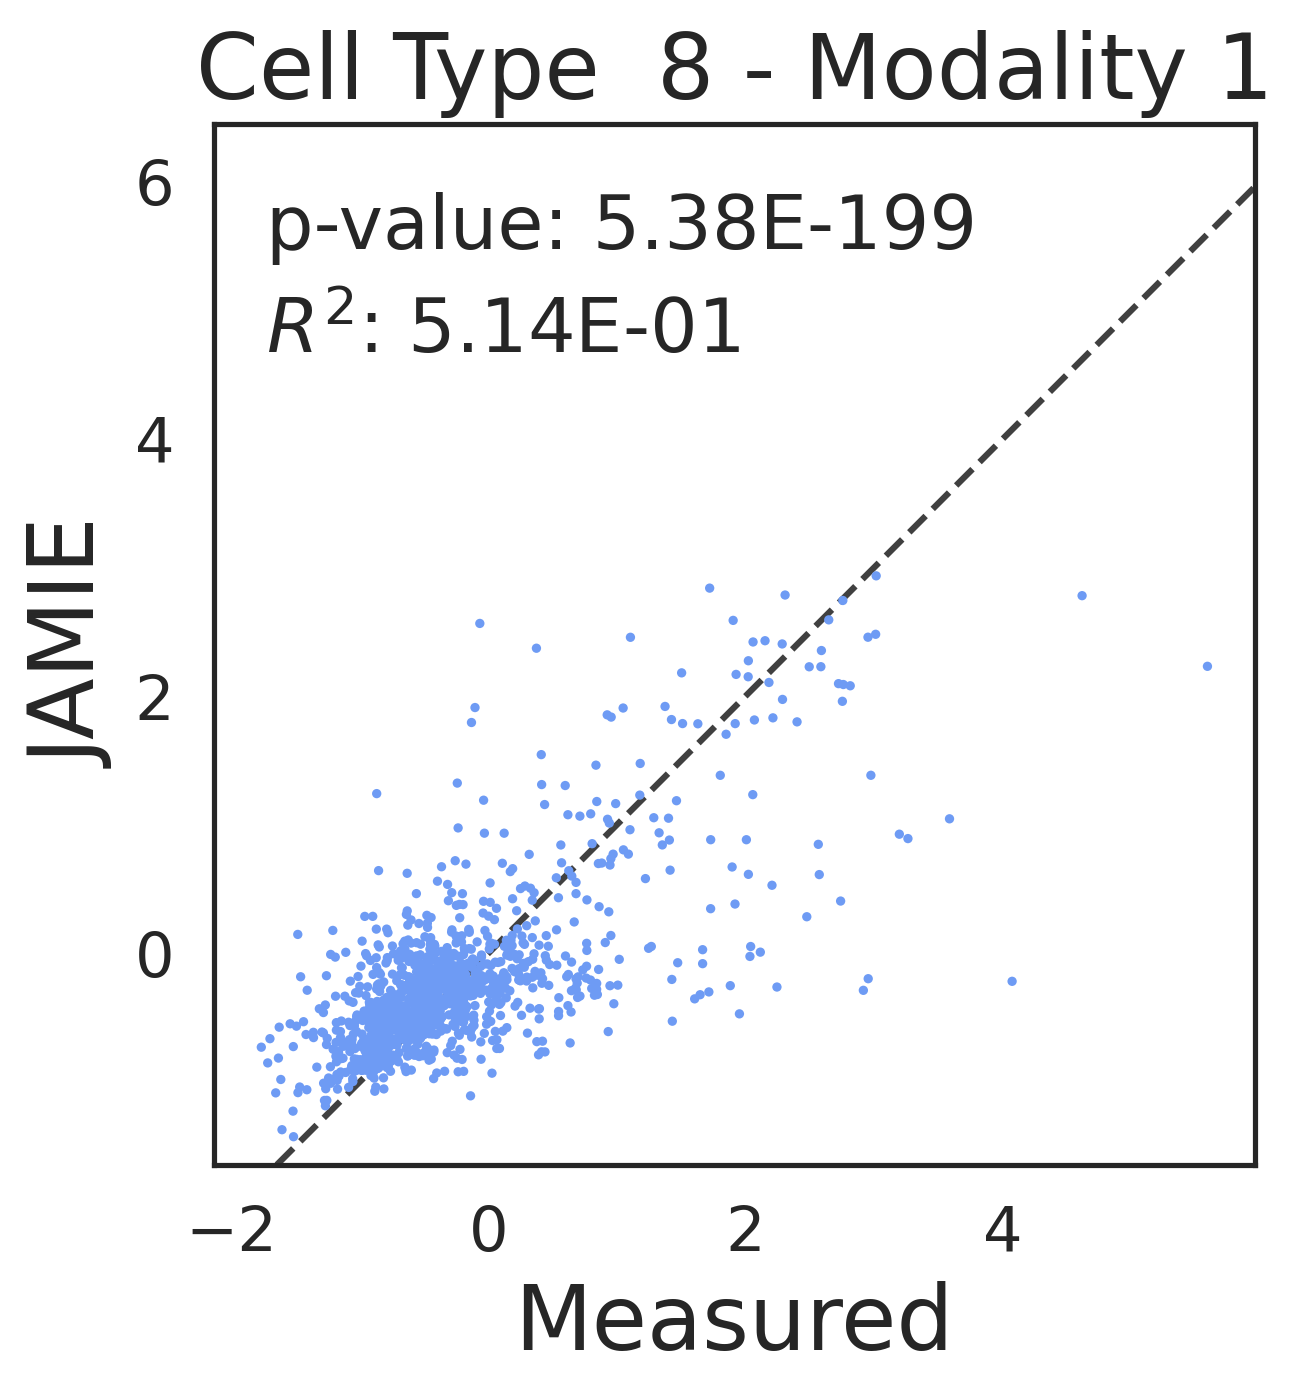 Cell Type  8 - Modality 1
6
p-value: 5.38E-199
R²: 5.14E-01
4
JAMIE
2
0
−2 0 2 4
Measured